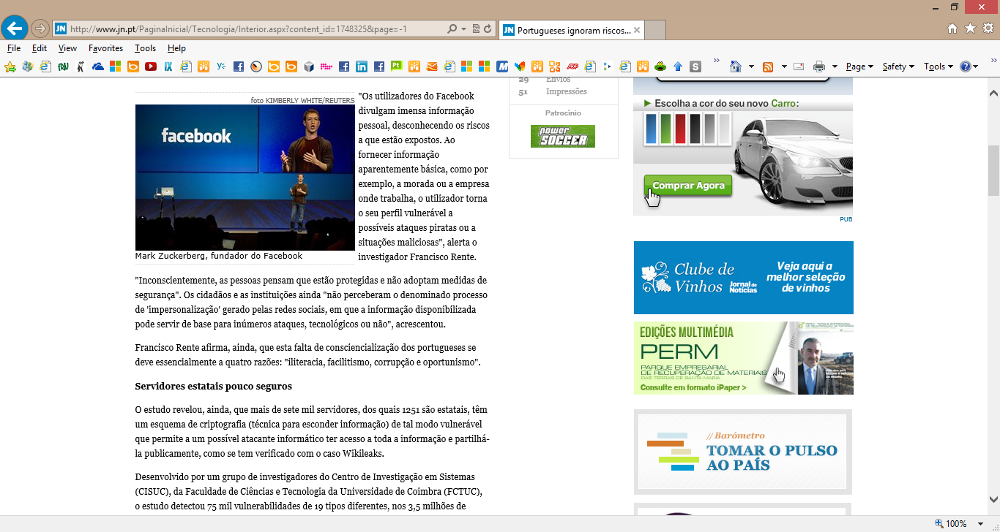 http://www.jn.pt/PaginaInicial/Tecnologia/Interior.aspx?content_id=1748325&page=-1
JN Portugueses ignoram riscos...
File Edit View Favorites Tools Help
Page Safety Tools
foto KIMBERLY WHITE/REUTERS
facebook
Mark Zuckerberg, fundador do Facebook
"Os utilizadores do Facebook
divulgam imensa informação
pessoal, desconhecendo os riscos
a que estão expostos. Ao
fornecer informação
aparentemente básica, como por
exemplo, a morada ou a empresa
onde trabalha, o utilizador torna
o seu perfil vulnerável a
possíveis ataques piratas ou a
situações maliciosas", alerta o
investigador Francisco Rente.
"Inconscientemente, as pessoas pensam que estão protegidas e não adoptam medidas de
segurança". Os cidadãos e as instituições ainda "não perceberam o denominado processo
de 'impersonalização' gerado pelas redes sociais, em que a informação disponibilizada
pode servir de base para inúmeros ataques, tecnológicos ou não", acrescentou.
Francisco Rente afirma, ainda, que esta falta de consciencialização dos portugueses se
deve essencialmente a quatro razões: "iliteracia, facilitismo, corrupção e oportunismo".
Servidores estatais pouco seguros
O estudo revelou, ainda, que mais de sete mil servidores, dos quais 1251 são estatais, têm
um esquema de criptografia (técnica para esconder informação) de tal modo vulnerável
que permite a um possível atacante informático ter acesso a toda a informação e partilhá-
la publicamente, como se tem verificado com o caso Wikileaks.
Desenvolvido por um grupo de investigadores do Centro de Investigação em Sistemas
(CISUC), da Faculdade de Ciências e Tecnologia da Universidade de Coimbra (FCTUC),
o estudo detectou 75 mil vulnerabilidades de 19 tipos diferentes, nos 3,5 milhões de
29 Envios
51 Impressões
Patrocínio
POWER
SOCCER
Escolha a cor do seu novo Carro:
Comprar Agora
PUB
Clube de
Vinhos
Jornal de
Notícias
Veja aqui a
melhor seleção
de vinhos
EDIÇÕES MULTIMÉDIA
PERM
PARQUE EMPRESARIAL
DE RECUPERAÇÃO DE MATERIAIS
DAS TERRAS DE SANTA MARIA
Consulte em formato iPaper >
// Barómetro
TOMAR O PULSO
AO PAÍS
100%